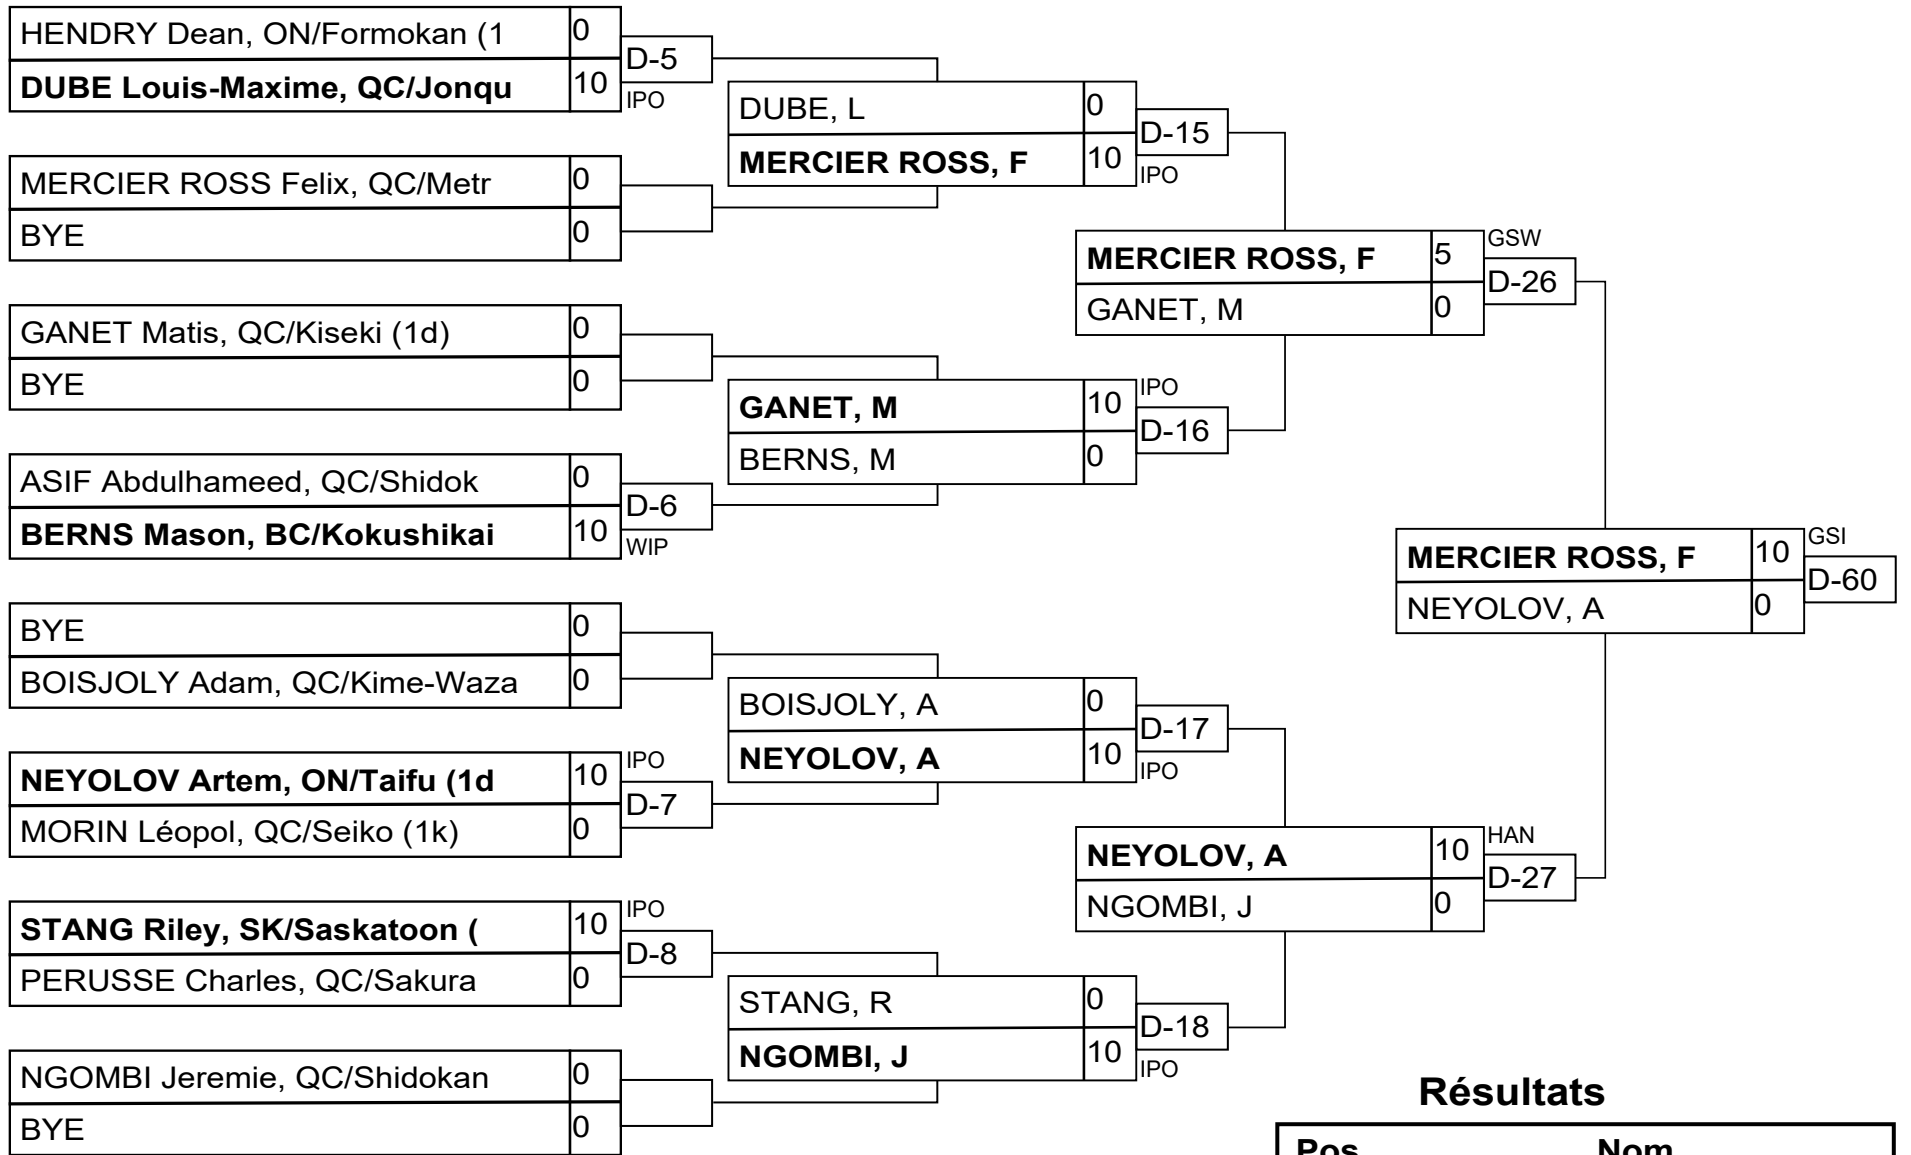 HENDRY Dean, ON/Formokan (1 0
D-5
DUBE Louis-Maxime, QC/Jonqu 10
IPO
MERCIER ROSS Felix, QC/Metr 0
BYE 0
GANET Matis, QC/Kiseki (1d) 0
BYE 0
ASIF Abdulhameed, QC/Shidok 0
D-6
BERNS Mason, BC/Kokushikai 10
WIP
BYE 0
BOISJOLY Adam, QC/Kime-Waza 0
NEYOLOV Artem, ON/Taifu (1d 10
IPO
D-7
MORIN Léopol, QC/Seiko (1k) 0
STANG Riley, SK/Saskatoon ( 10
IPO
D-8
PERUSSE Charles, QC/Sakura 0
NGOMBI Jeremie, QC/Shidokan 0
BYE 0
DUBE, L 0
D-15
MERCIER ROSS, F 10
IPO
GANET, M 10
IPO
D-16
BERNS, M 0
BOISJOLY, A 0
D-17
NEYOLOV, A 10
IPO
STANG, R 0
D-18
NGOMBI, J 10
IPO
MERCIER ROSS, F 5
GSW
D-26
GANET, M 0
NEYOLOV, A 10
HAN
D-27
NGOMBI, J 0
MERCIER ROSS, F 10
GSI
D-60
NEYOLOV, A 0
Résultats
Pos Nom